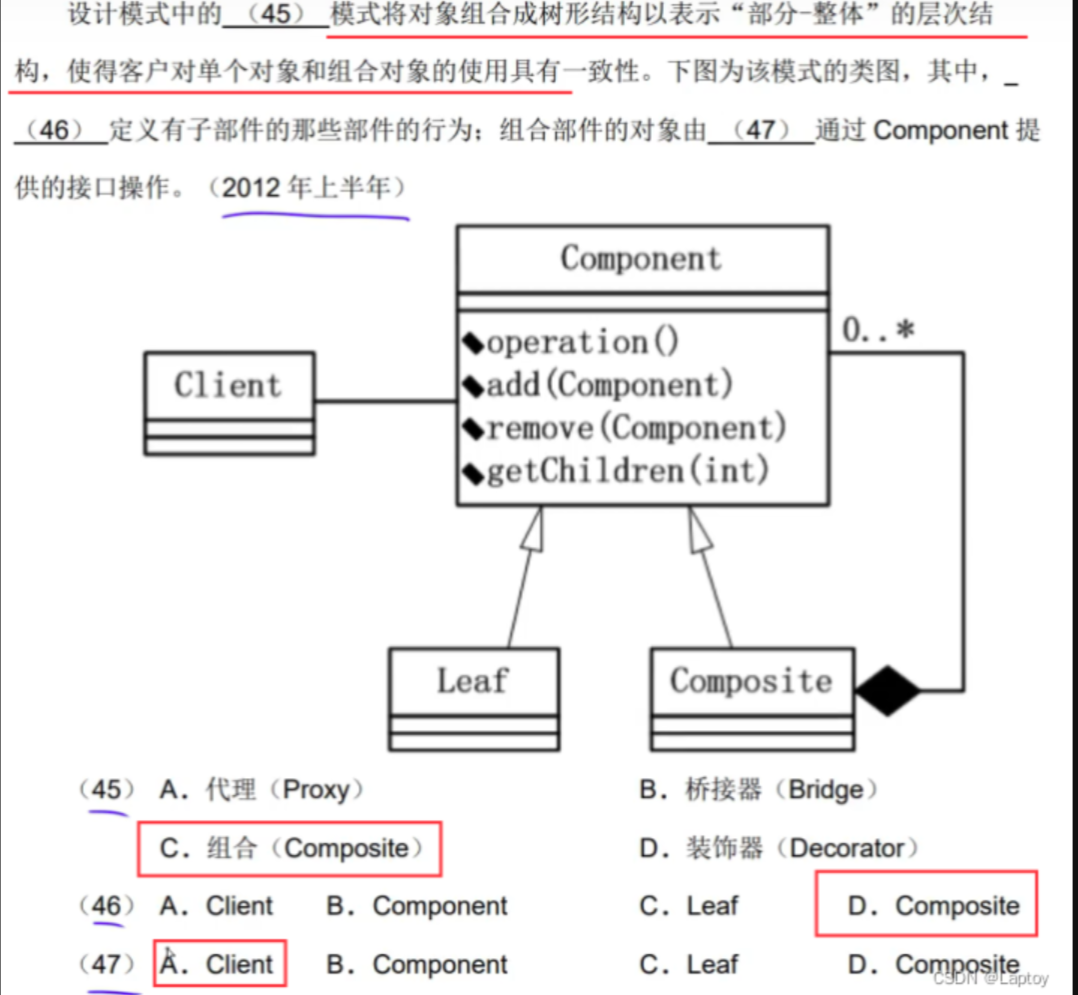 设计模式中的 （45） 模式将对象组合成树形结构以表示“部分-整体”的层次结
构，使得客户对单个对象和组合对象的使用具有一致性。下图为该模式的类图，其中，_
（46） 定义有子部件的那些部件的行为；组合部件的对象由 （47） 通过 Component 提
供的接口操作。（2012 年上半年）
Component
operation()
0..*
add(Component)
Client
remove(Component)
getChildren(int)
Leaf
Composite
（45） A．代理（Proxy） B．桥接器（Bridge）
C．组合（Composite） D．装饰器（Decorator）
（46） A．Client B．Component C．Leaf D．Composite
（47） A．Client B．Component C．Leaf D．Composite
CSDN @Laptoy